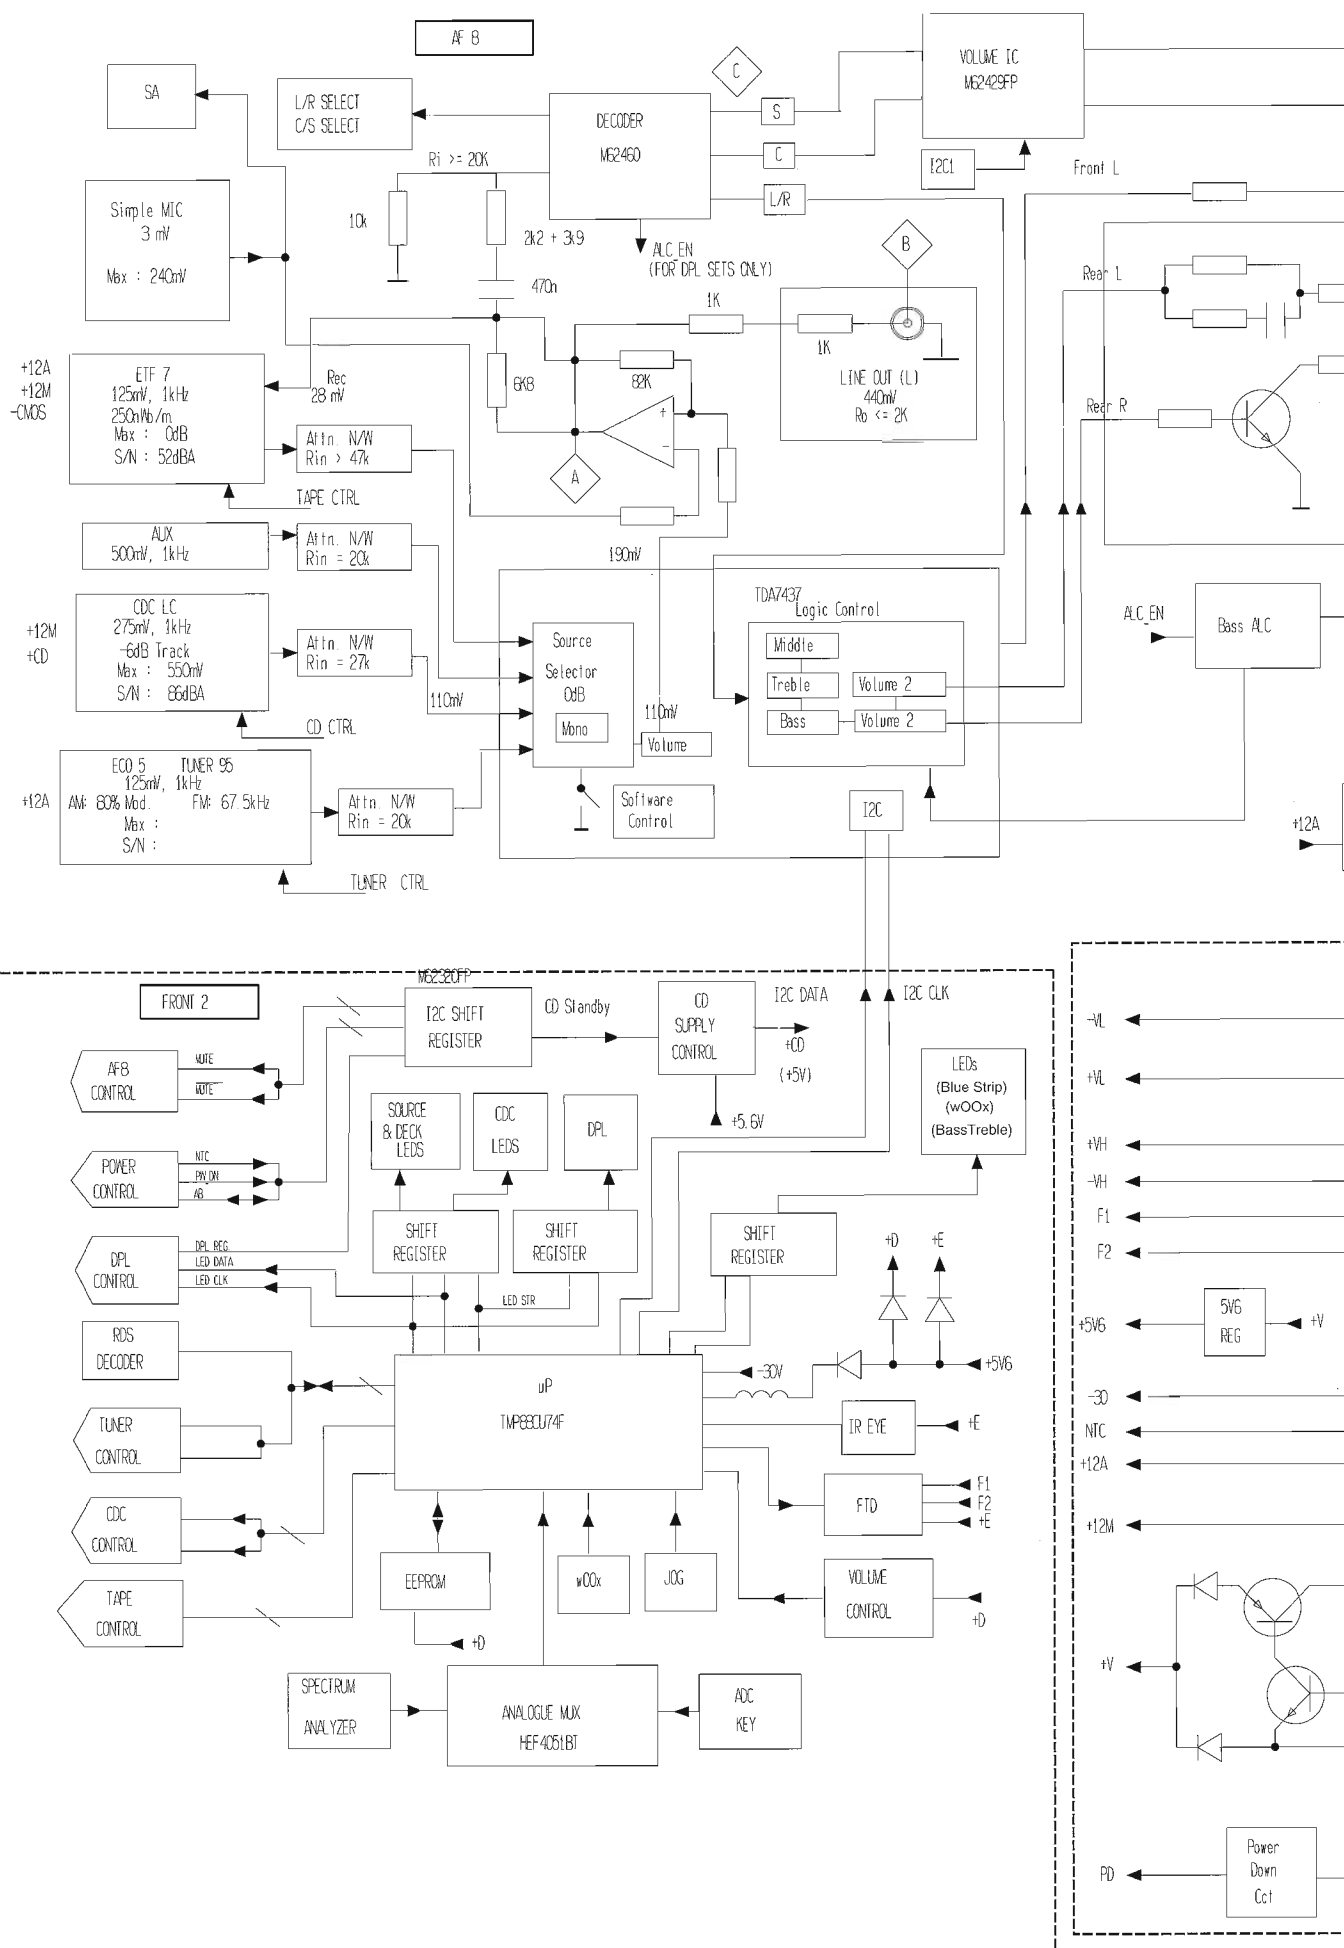 AF 8
SA
L/R SELECT
C/S SELECT
DECODER
M62460
C
S
C
L/R
VOLUME IC
M62429FP
I2C1
Front L
Ri >= 20K
10k
2k2 + 3k9
470n
ALC_EN
(FOR DPL SETS ONLY)
B
Simple MIC
3 mV
Max : 240mV
1K
1K
LINE OUT (L)
440mV
Ro <= 2K
Rear L
Rear R
+12A
+12M
-CMOS
ETF 7
125mV, 1kHz
250nWb/m
Max : 0dB
S/N : 52dBA
Rec
28 mV
6K8
82K
+
-
A
Attn. N/W
Rin > 47k
TAPE CTRL
AUX
500mV, 1kHz
Attn. N/W
Rin = 20k
190mV
TDA7437
Logic Control
Middle
Treble
Bass
Volume 2
Volume 2
ALC_EN
Bass ALC
+12M
+CD
CDC LC
275mV, 1kHz
-6dB Track
Max : 550mV
S/N : 86dBA
Attn. N/W
Rin = 27k
110mV
CD CTRL
Source
Selector
0dB
Mono
110mV
Volume
+12A
ECO 5 TUNER 95
125mV, 1kHz
AM: 80% Mod. FM: 67.5kHz
Max :
S/N :
Attn. N/W
Rin = 20k
TUNER CTRL
Software
Control
I2C
+12A
FRONT 2
M62320FP
I2C SHIFT
REGISTER
CD Standby
CD
SUPPLY
CONTROL
I2C DATA
I2C CLK
+CD
(+5V)
+5.6V
AF8
CONTROL
MUTE
MUTE
LEDs
(Blue Strip)
(wOOx)
(BassTreble)
SOURCE
& DECK
LEDS
CDC
LEDS
DPL
POWER
CONTROL
NTC
PW_DN
AB
SHIFT
REGISTER
SHIFT
REGISTER
SHIFT
REGISTER
+D
+E
DPL
CONTROL
DPL REG
LED DATA
LED CLK
LED STR
RDS
DECODER
uP
TMP88CU74F
-30V
+5V6
TUNER
CONTROL
IR EYE
+E
CDC
CONTROL
FTD
F1
F2
+E
TAPE
CONTROL
EEPROM
+D
wOOx
JOG
VOLUME
CONTROL
+D
SPECTRUM
ANALYZER
ANALOGUE MUX
HEF4051BT
ADC
KEY
-VL
+VL
+VH
-VH
F1
F2
+5V6
5V6
REG
+V
-30
NTC
+12A
+12M
+V
PD
Power
Down
Cct